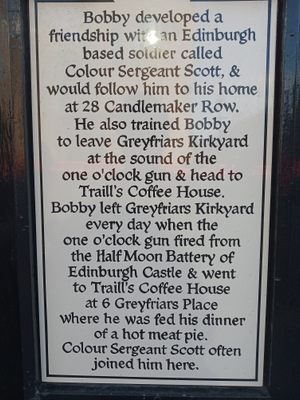 Bobby developed a
friendship with an Edinburgh
based soldier called
Colour Sergeant Scott, &
would follow him to his home
at 28 Candlemaker Row.
He also trained Bobby
to leave Greyfriars Kirkyard
at the sound of the
one o'clock gun & head to
Traill's Coffee House.
Bobby left Greyfriars Kirkyard
every day when the
one o'clock gun fired from
the Half Moon Battery of
Edinburgh Castle & went
to Traill's Coffee House
at 6 Greyfriars Place
where he was fed his dinner
of a hot meat pie.
Colour Sergeant Scott often
joined him here.